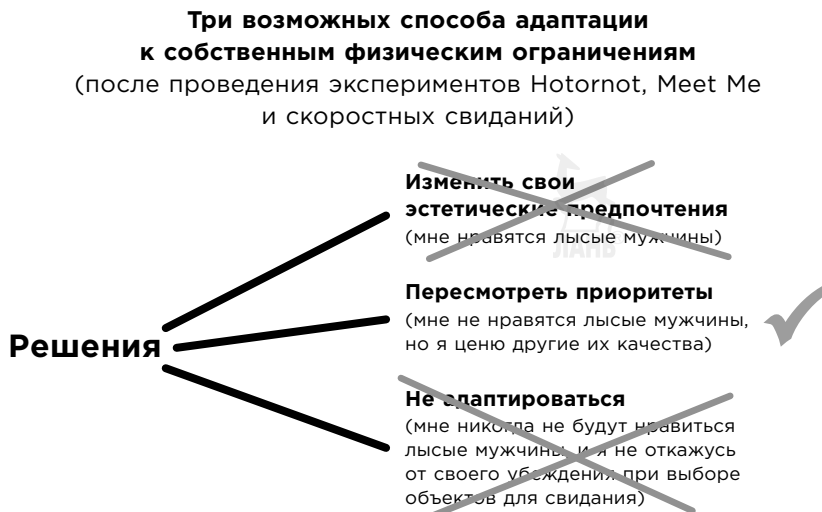 Три возможных способа адаптации
к собственным физическим ограничениям
(после проведения экспериментов Hotornot, Meet Me
и скоростных свиданий)
Изменить свои
эстетические предпочтения
(мне нравятся лысые мужчины)
ЛАНЬ®
Пересмотреть приоритеты
(мне не нравятся лысые мужчины,
но я ценю другие их качества)
Решения
Не адаптироваться
(мне никогда не будут нравиться
лысые мужчины, и я не откажусь
от своего убеждения при выборе
объектов для свидания)